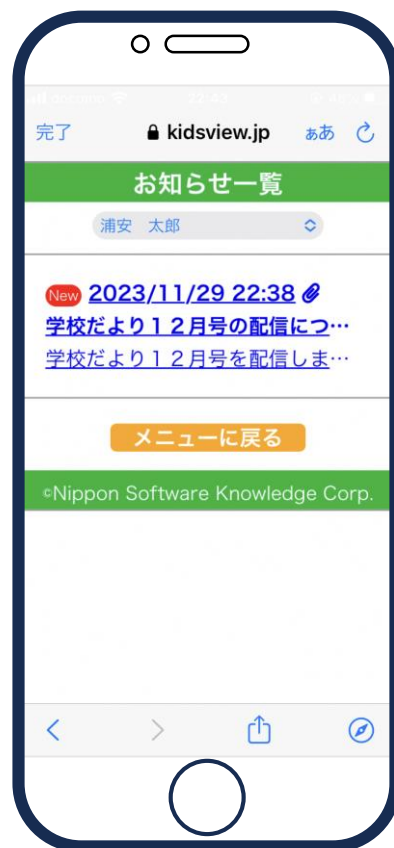 完了 kidsview.jp ぁあ
お知らせ一覧
浦安 太郎
New 2023/11/29 22:38
学校だより１２月号の配信につ…
学校だより１２月号を配信しま…
メニューに戻る
©Nippon Software Knowledge Corp.